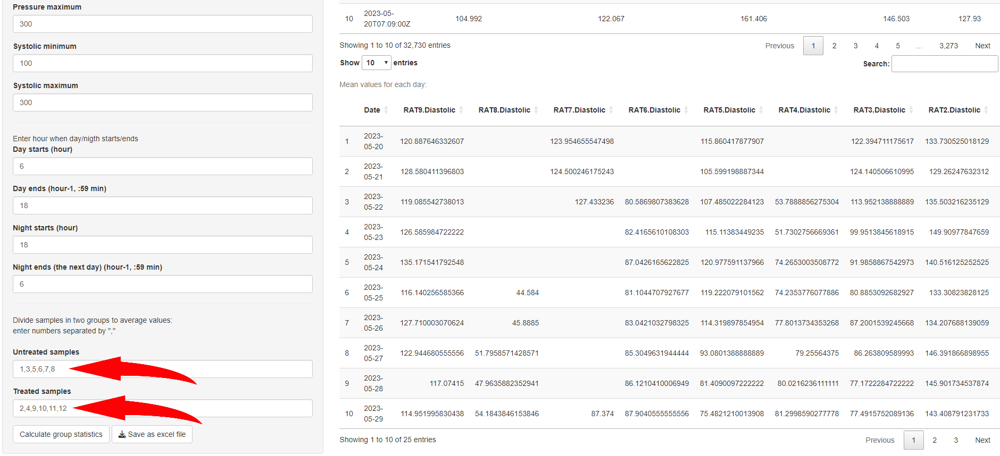 Pressure maximum
300
Systolic minimum
100
Systolic maximum
300
Enter hour when day/nigth starts/ends
Day starts (hour)
6
Day ends (hour-1, :59 min)
18
Night starts (hour)
18
Night ends (the next day) (hour-1, :59 min)
6
Divide samples in two groups to average values:
enter numbers separated by ","
Untreated samples
1,3,5,6,7,8
Treated samples
2,4,9,10,11,12
Calculate group statistics Save as excel file
10 2023-05-20T07:09:00Z 104.992 122.067 161.406 146.503 127.93
Showing 1 to 10 of 32,730 entries Previous 1 2 3 4 5 … 3,273 Next
Show 10 entries Search:
Mean values for each day:
Date RAT9.Diastolic RAT8.Diastolic RAT7.Diastolic RAT6.Diastolic RAT5.Diastolic RAT4.Diastolic RAT3.Diastolic RAT2.Diastolic
1 2023-05-20 120.887646332607 123.954655547498 115.860417877907 122.394711175617 133.730525018129
2 2023-05-21 128.580411396803 124.500246175243 105.599198887344 124.140506610995 129.26247632312
3 2023-05-22 119.085542738013 127.433236 80.5869807383628 107.485022284123 53.7888856275304 113.952138888889 135.503216235129
4 2023-05-23 126.585984722222 82.4165610108303 115.11383449235 51.7302756669361 99.9513845618915 149.90977847659
5 2023-05-24 135.171541792548 87.0426165622825 120.977591137966 74.2653003508772 91.9858867542973 140.516125252525
6 2023-05-25 116.140256585366 44.584 81.1044707927677 119.222079101562 74.2353776077886 80.8853092682927 133.30823828125
7 2023-05-26 127.710003070624 45.8885 83.0421032798325 114.319897854954 77.8013734353268 87.2001539245668 134.207688139059
8 2023-05-27 122.944680555556 51.7958571428571 85.3049631944444 93.0801388888889 79.25564375 86.263809589993 146.391866898955
9 2023-05-28 117.07415 47.9635882352941 86.1210410006949 81.4090097222222 80.0216236111111 77.1722284722222 145.901734537874
10 2023-05-29 114.951995830438 54.1843846153846 87.374 87.9040555555556 75.4821210013908 81.2998590277778 77.4915752089136 143.408791231733
Showing 1 to 10 of 25 entries Previous 1 2 3 Next